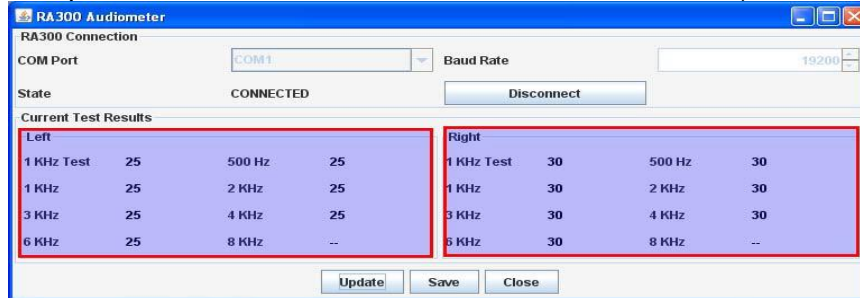 RA300 Audiometer
RA300 Connection
COM Port COM1 Baud Rate 19200
State CONNECTED Disconnect
Current Test Results
Left Right
1 KHz Test 25 500 Hz 25 1 KHz Test 30 500 Hz 30
1 KHz 25 2 KHz 25 1 KHz 30 2 KHz 30
3 KHz 25 4 KHz 25 3 KHz 30 4 KHz 30
6 KHz 25 8 KHz -- 6 KHz 30 8 KHz --
Update Save Close